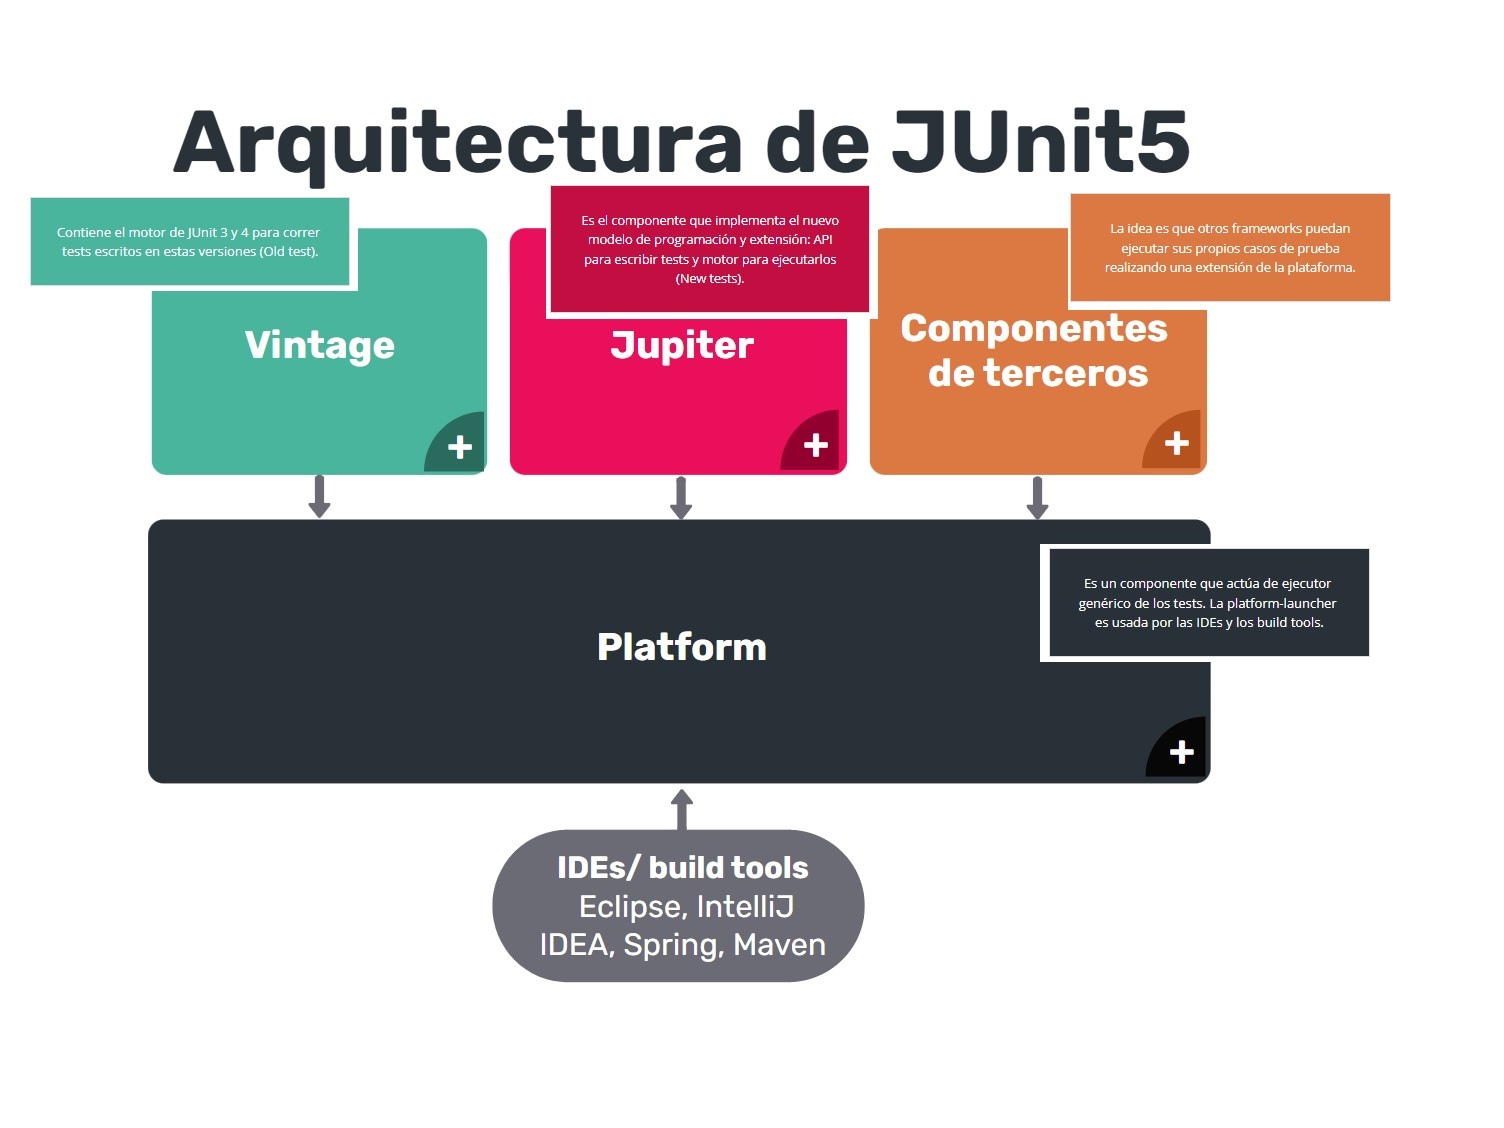 Arquitectura de JUnit5
Contiene el motor de JUnit 3 y 4 para correr
tests escritos en estas versiones (Old test).
Vintage
+
Es el componente que implementa el nuevo
modelo de programación y extensión: API
para escribir tests y motor para ejecutarlos
(New tests).
Jupiter
+
La idea es que otros frameworks puedan
ejecutar sus propios casos de prueba
realizando una extensión de la plataforma.
Componentes
de terceros
+
Es un componente que actúa de ejecutor
genérico de los tests. La platform-launcher
es usada por las IDEs y los build tools.
Platform
+
IDEs/ build tools
Eclipse, IntelliJ
IDEA, Spring, Maven